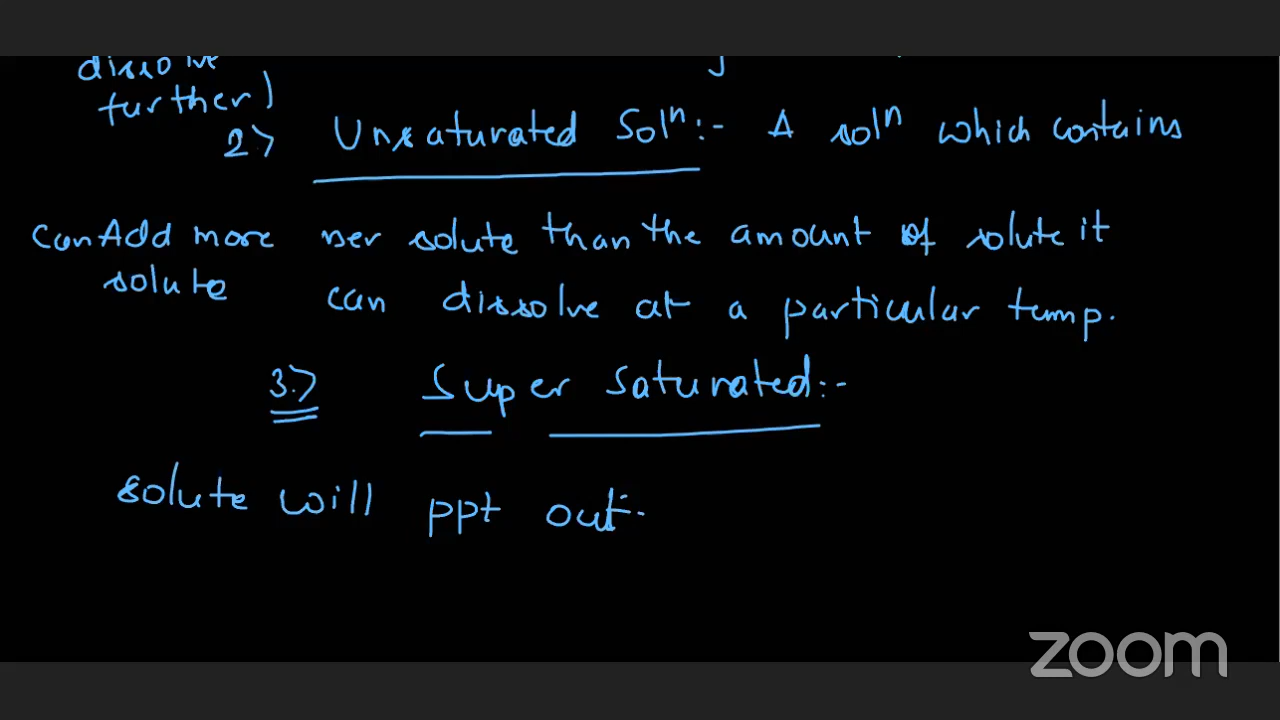 dissolve
further)
2.> Unsaturated Solⁿ:- A solⁿ which contains
can Add more
solute
solute than the amount of solute it
can dissolve at a particular temp.
3.> Super saturated:-
solute will ppt out.
zoom